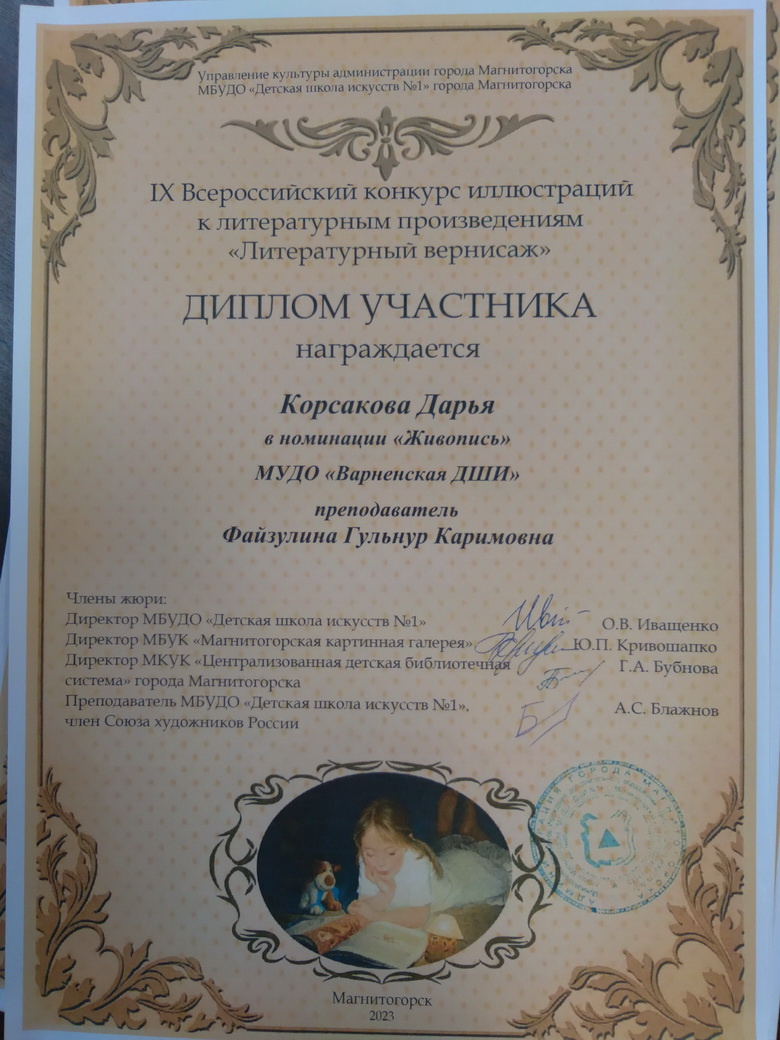 Управление культуры администрации города Магнитогорска
МБУДО «Детская школа искусств №1» города Магнитогорска
IX Всероссийский конкурс иллюстраций
к литературным произведениям
«Литературный вернисаж»
ДИПЛОМ УЧАСТНИКА
награждается
Корсакова Дарья
в номинации «Живопись»
МУДО «Варненская ДШИ»
преподаватель
Файзулина Гульнур Каримовна
Члены жюри:
Директор МБУДО «Детская школа искусств №1» О.В. Иващенко
Директор МБУК «Магнитогорская картинная галерея» Ю.П. Кривошапко
Директор МКУК «Централизованная детская библиотечная Г.А. Бубнова
система» города Магнитогорска
Преподаватель МБУДО «Детская школа искусств №1», А.С. Блажнов
член Союза художников России
Магнитогорск
2023